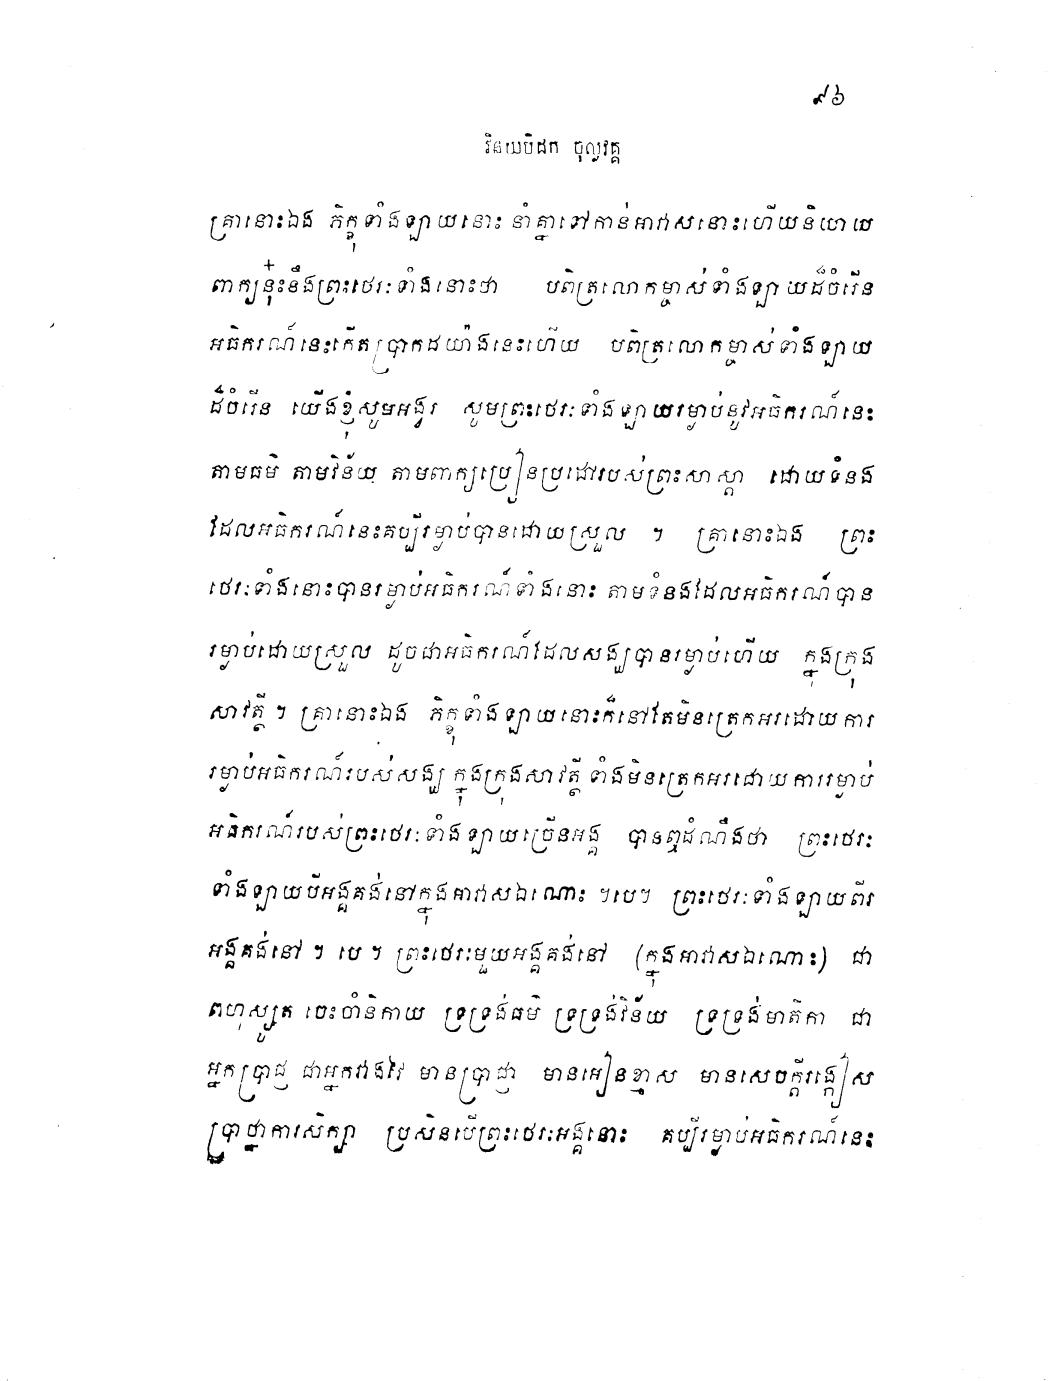 ៩៦
វិនយបិដក ចុល្លវគ្គ
គ្រានោះឯង ភិក្ខុទាំងឡាយនោះ នាំគ្នាទៅកាន់អាវាសនោះហើយនិយាយ
ពាក្យនុ៎ះនឹងព្រះថេរៈទាំងនោះថា បពិត្រលោកម្ចាស់ទាំងឡាយដ៏ចំរើន
អធិករណ៍នេះកើតប្រាកដយ៉ាងនេះហើយ បពិត្រលោកម្ចាស់ទាំងឡាយ
ដ៏ចំរើន យើងខ្ញុំសូមអង្វរ សូមព្រះថេរៈទាំងឡាយរម្ងាប់នូវអធិករណ៍នេះ
តាមធម៌ តាមវិន័យ តាមពាក្យប្រៀនប្រដៅរបស់ព្រះសាស្តា ដោយទំនង
ដែលអធិករណ៍នេះគប្បីរម្ងាប់បានដោយស្រួល ។ គ្រានោះឯង ព្រះ
ថេរៈទាំងនោះបានរម្ងាប់អធិករណ៍ទាំងនោះ តាមទំនងដែលអធិករណ៍បាន
រម្ងាប់ដោយស្រួល ដូចជាអធិករណ៍ដែលសង្ឃបានរម្ងាប់ហើយ ក្នុងក្រុង
សាវត្ថី ។ គ្រានោះឯង ភិក្ខុទាំងឡាយនោះក៏នៅតែមិនត្រេកអរដោយការ
រម្ងាប់អធិករណ៍របស់សង្ឃ ក្នុងក្រុងសាវត្ថី ទាំងមិនត្រេកអរដោយការរម្ងាប់
អធិករណ៍របស់ព្រះថេរៈទាំងឡាយច្រើនអង្គ បានឮដំណឹងថា ព្រះថេរៈ
ទាំងឡាយបីអង្គគង់នៅក្នុងអាវាសឯណោះ ។បេ។ ព្រះថេរៈទាំងឡាយពីរ
អង្គគង់នៅ ។ បេ ។ ព្រះថេរៈមួយអង្គគង់នៅ (ក្នុងអាវាសឯណោះ) ជា
ពហុស្សូត ចេះចាំនិកាយ ទ្រទ្រង់ធម៌ ទ្រទ្រង់វិន័យ ទ្រទ្រង់មាតិកា ជា
អ្នកប្រាជ្ញ ជាអ្នកវាងវៃ មានប្រាជ្ញា មានអៀនខ្មាស មានសេចក្តីរង្កៀស
ប្រាថ្នាការសិក្សា ប្រសិនបើព្រះថេរៈអង្គនោះ គប្បីរម្ងាប់អធិករណ៍នេះ